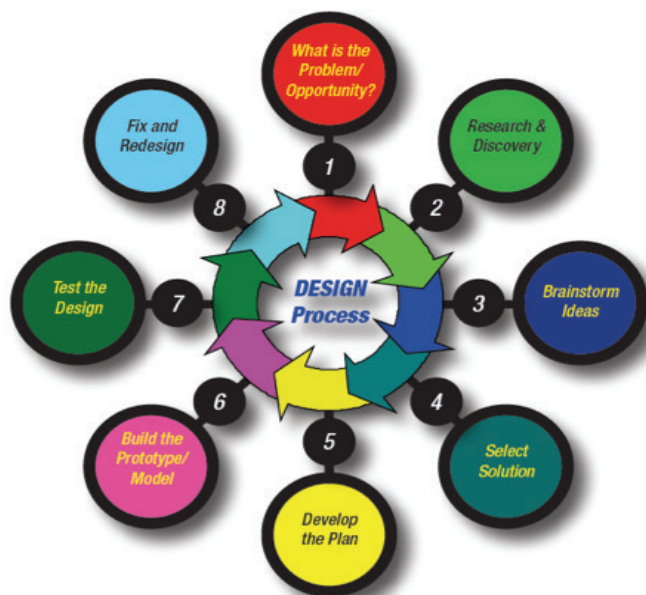 What is the
Problem/
Opportunity?
1
Research &
Discovery
2
Brainstorm
Ideas
3
Select
Solution
4
Develop
the Plan
5
Build the
Prototype/
Model
6
Test the
Design
7
Fix and
Redesign
8
DESIGN
Process